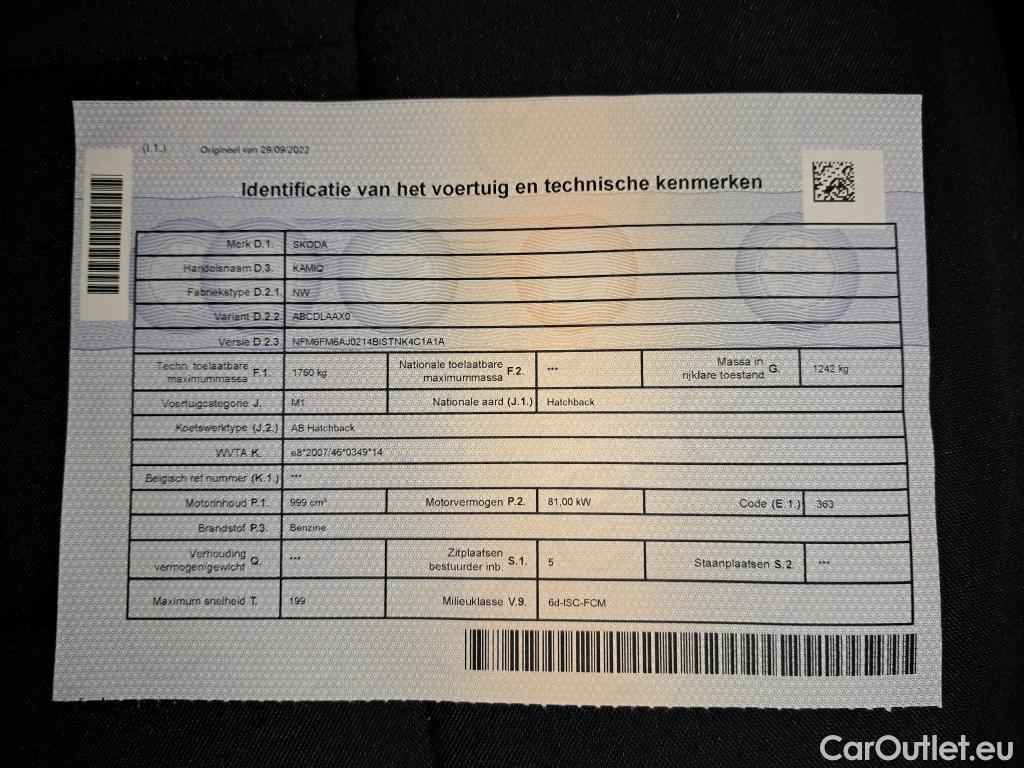 (I.1.) Origineel van 29/09/2022
Identificatie van het voertuig en technische kenmerken
Merk D.1. SKODA
Handelsnaam D.3. KAMIQ
Fabriekstype D.2.1 NW
Variant D.2.2. ABCDLAAX0
Versie D.2.3. NFM6FM6AJ0214BISTNK4C1A1A
Techn. toelaatbare maximummassa F.1. 1760 kg Nationale toelaatbare maximummassa F.2. *** Massa in rijklare toestand G. 1242 kg
Voertuigcategorie J. M1 Nationale aard (J.1.) Hatchback
Koetswerktype (J.2.) AB Hatchback
WVTA K. e8*2007/46*0349*14
Belgisch ref nummer (K.1.) ***
Motorinhoud P.1. 999 cm³ Motorvermogen P.2. 81,00 kW Code (E.1.) 363
Brandstof P.3. Benzine
Verhouding vermogen/gewicht Q. *** Zitplaatsen bestuurder inb. S.1. 5 Staanplaatsen S.2. ***
Maximum snelheid T. 199 Milieuklasse V.9. 6d-ISC-FCM
CarOutlet.eu